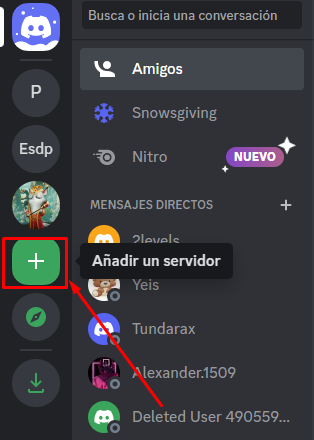 Busca o inicia una conversación
Amigos
P
Snowsgiving
Esdp
Nitro
NUEVO
MENSAJES DIRECTOS
2levels
Añadir un servidor
Yeis
Tundarax
Alexander.1509
Deleted User 490559...